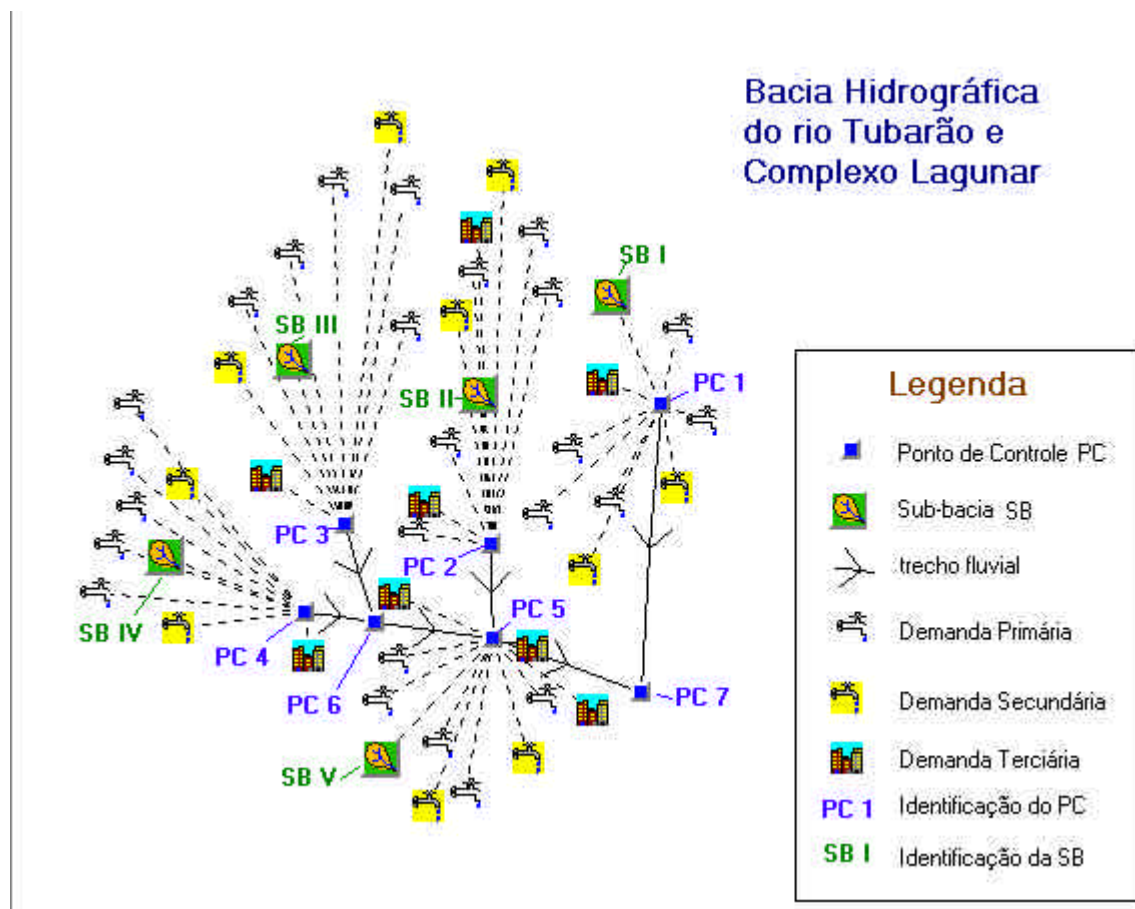 Bacia Hidrográfica
do rio Tubarão e
Complexo Lagunar
SB I
SB III
SB II
PC 1
PC 3
PC 2
SB IV
PC 4
PC 5
PC 6
PC 7
SB V
Legenda
Ponto de Controle PC
Sub-bacia SB
trecho fluvial
Demanda Primária
Demanda Secundária
Demanda Terciária
PC 1 Identificação do PC
SB I Identificação da SB